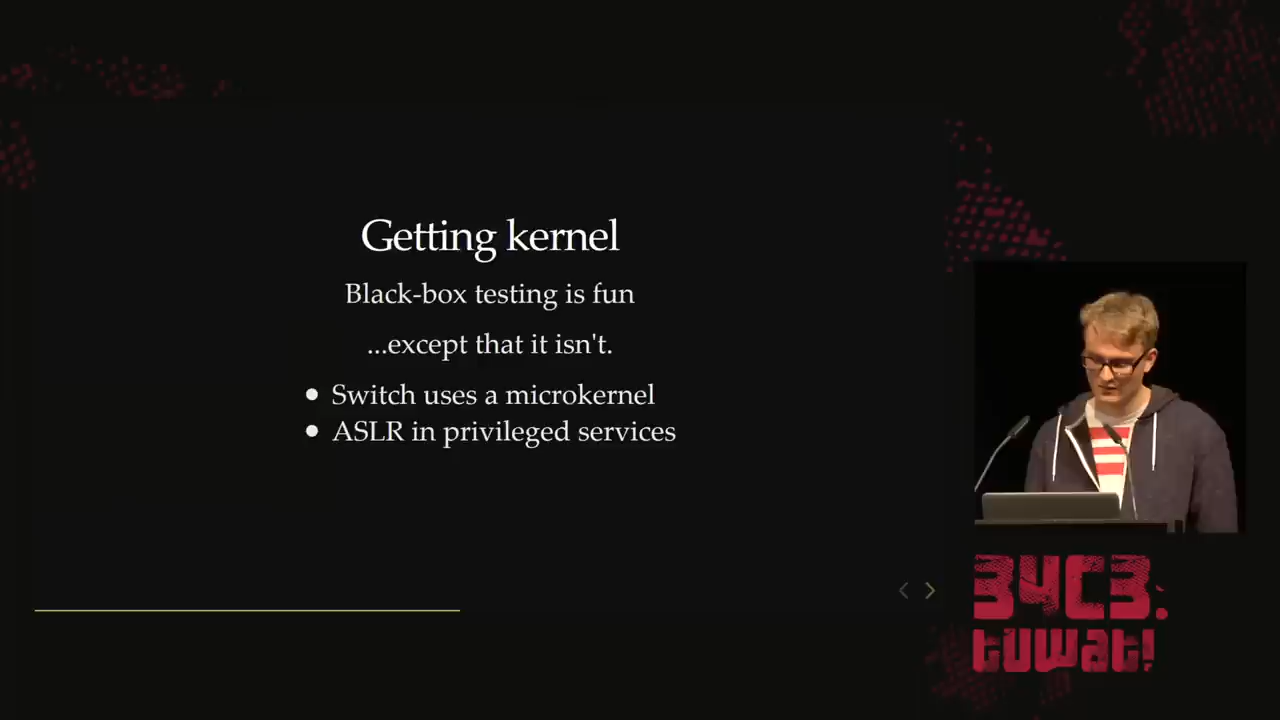 Getting kernel
Black-box testing is fun
...except that it isn't.
Switch uses a microkernel
ASLR in privileged services
34C3.
tuwat!